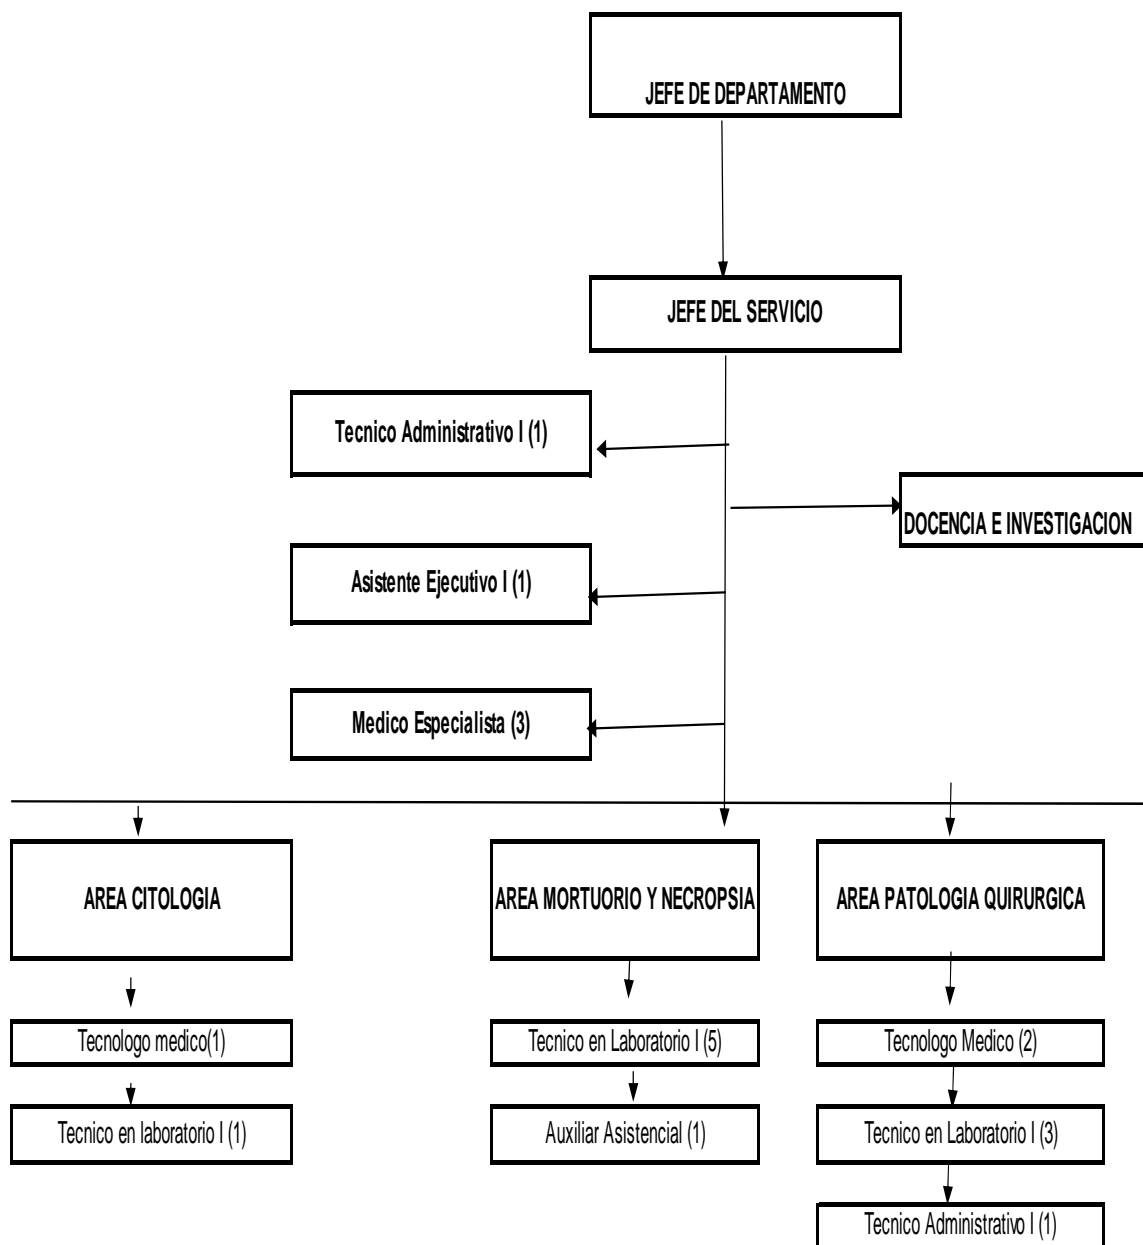 JEFE DE DEPARTAMENTO
JEFE DEL SERVICIO
Tecnico Administrativo I (1)
DOCENCIA E INVESTIGACION
Asistente Ejecutivo I (1)
Medico Especialista (3)
AREA CITOLOGIA
AREA MORTUORIO Y NECROPSIA
AREA PATOLOGIA QUIRURGICA
Tecnologo medico(1)
Tecnico en Laboratorio I (5)
Tecnologo Medico (2)
Tecnico en laboratorio I (1)
Auxiliar Asistencial (1)
Tecnico en Laboratorio I (3)
Tecnico Administrativo I (1)